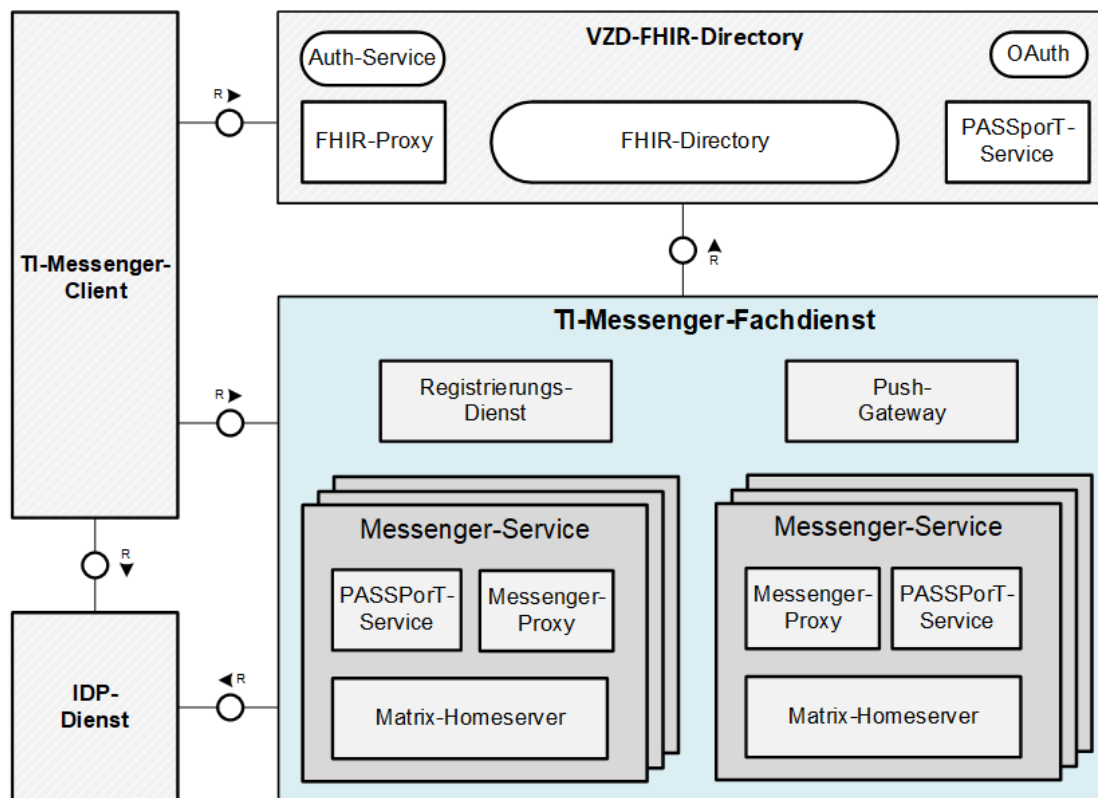 VZD-FHIR-Directory
Auth-Service
OAuth
R
FHIR-Proxy
FHIR-Directory
PASSporT-
Service
TI-Messenger-
Client
R
TI-Messenger-Fachdienst
Registrierungs-
Dienst
Push-
Gateway
R
Messenger-Service
PASSPorT-
Service
Messenger-
Proxy
Matrix-Homeserver
Messenger-Service
Messenger-
Proxy
PASSPorT-
Service
Matrix-Homeserver
R
IDP-
Dienst
R